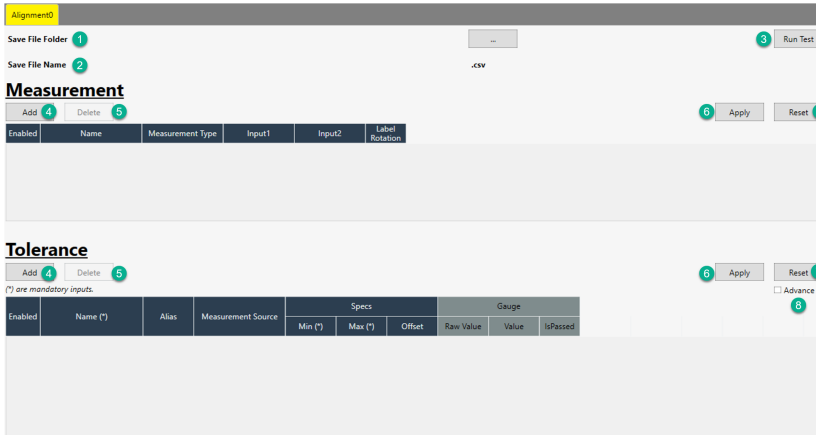 Alignment0
Save File Folder 1 ... 3 Run Test
Save File Name 2 .csv
Measurement
Add 4 Delete 5 6 Apply Reset
Enabled Name Measurement Type Input1 Input2 Label Rotation
Tolerance
Add 4 Delete 5 6 Apply Reset
(*) are mandatory inputs. Advance
8
Specs Gauge
Enabled Name (*) Alias Measurement Source
Min (*) Max (*) Offset Raw Value Value IsPassed